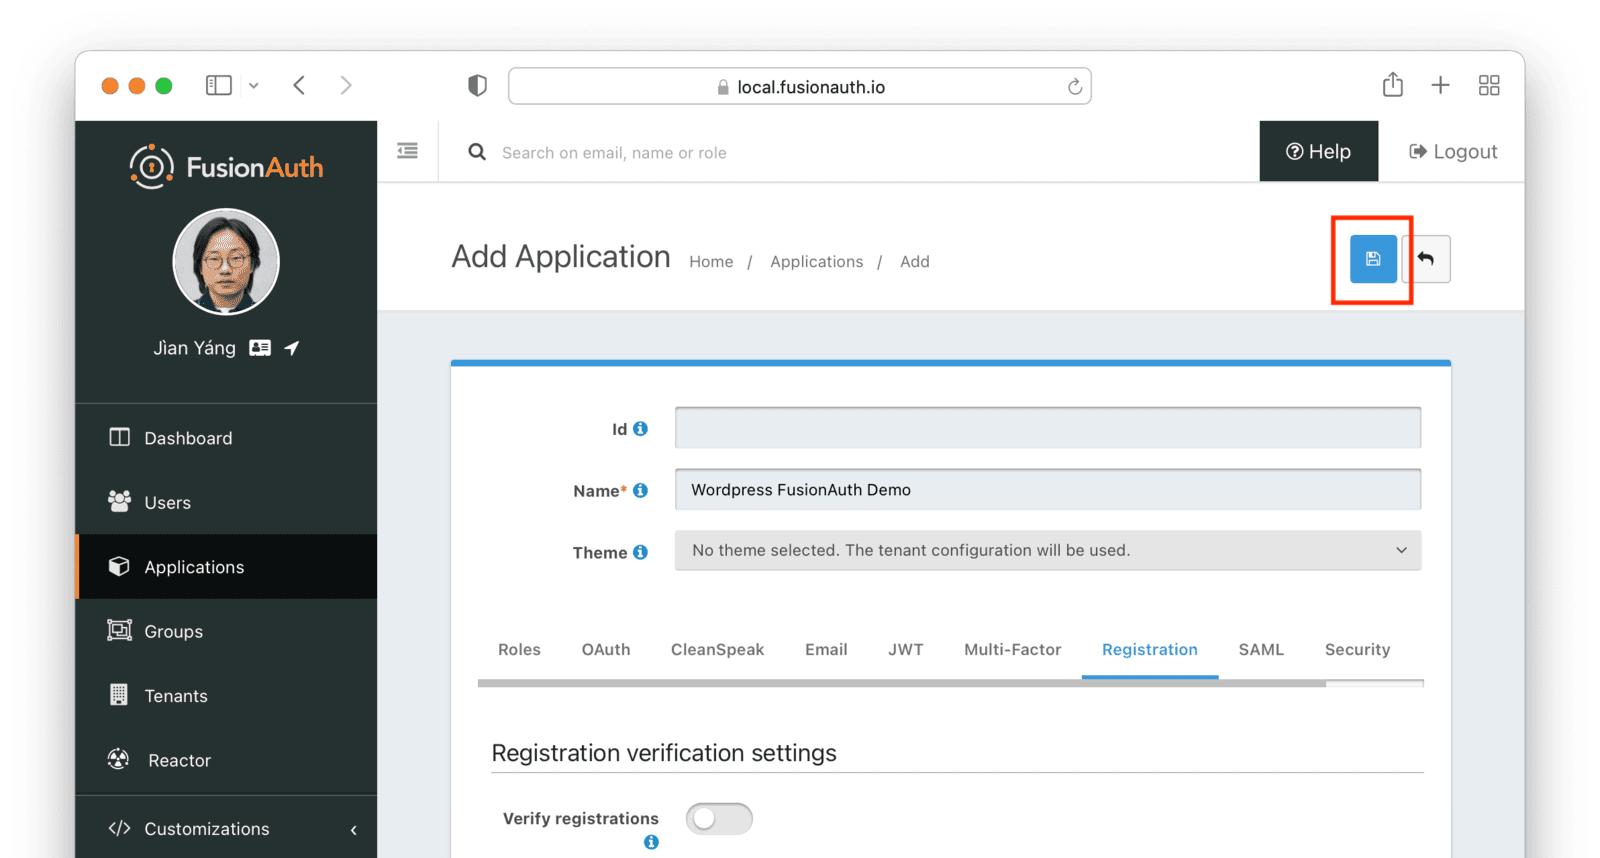 local.fusionauth.io
FusionAuth
Search on email, name or role
Help
Logout
Add Application
Home / Applications / Add
Jìan Yáng
Dashboard
Users
Applications
Groups
Tenants
Reactor
Customizations
Id
Name*
Wordpress FusionAuth Demo
Theme
No theme selected. The tenant configuration will be used.
Roles OAuth CleanSpeak Email JWT Multi-Factor Registration SAML Security
Registration verification settings
Verify registrations